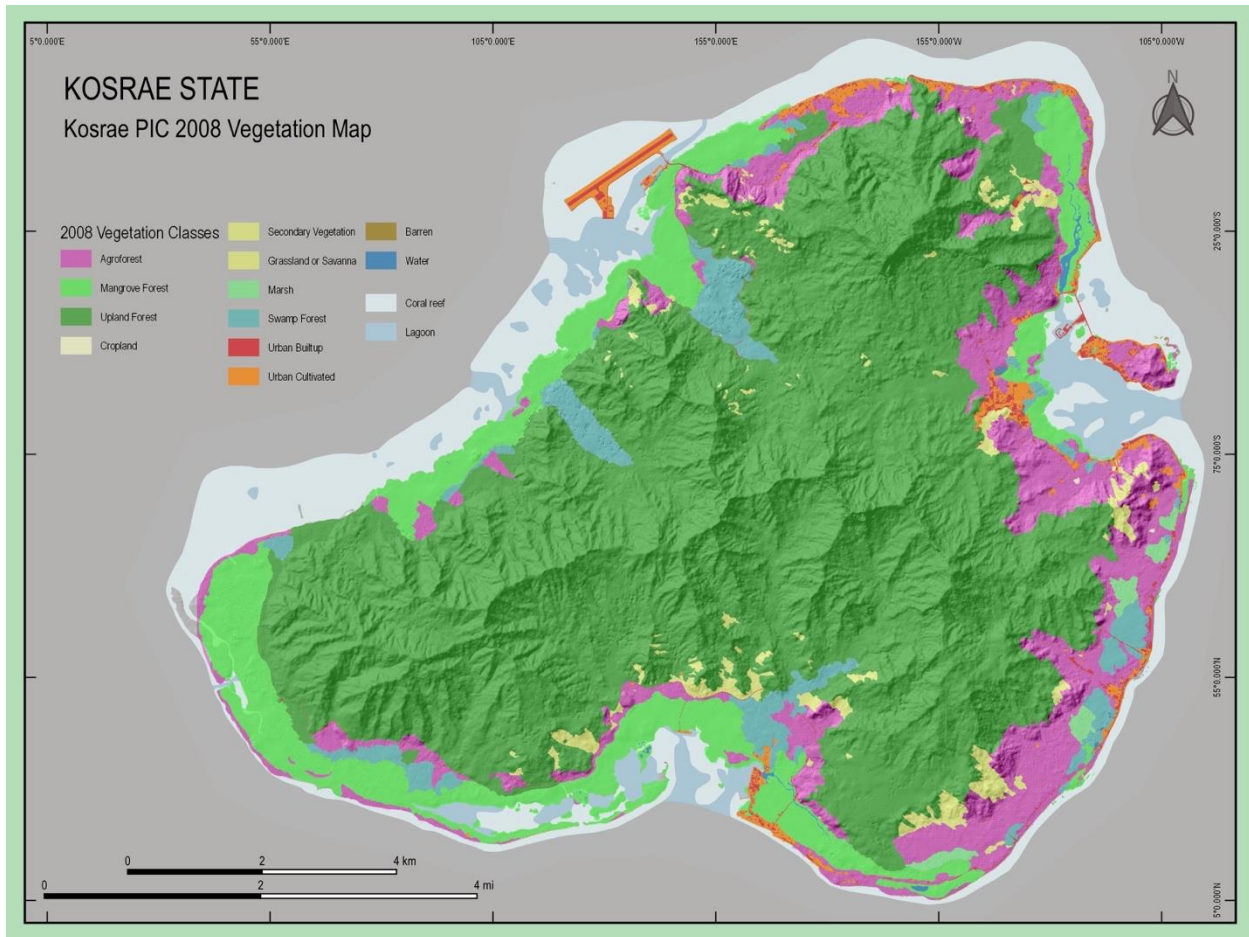 5°0.000'E 55°0.000'E 105°0.000'E 155°0.000'E 155°0.000'W 105°0.000'W
KOSRAE STATE
Kosrae PIC 2008 Vegetation Map
N
2008 Vegetation Classes
Agroforest
Mangrove Forest
Upland Forest
Cropland
Secondary Vegetation
Grassland or Savanna
Marsh
Swamp Forest
Urban Builtup
Urban Cultivated
Barren
Water
Coral reef
Lagoon
25°0.000'S
75°0.000'S
55°0.000'N
5°0.000'N
0 2 4 km
0 2 4 mi